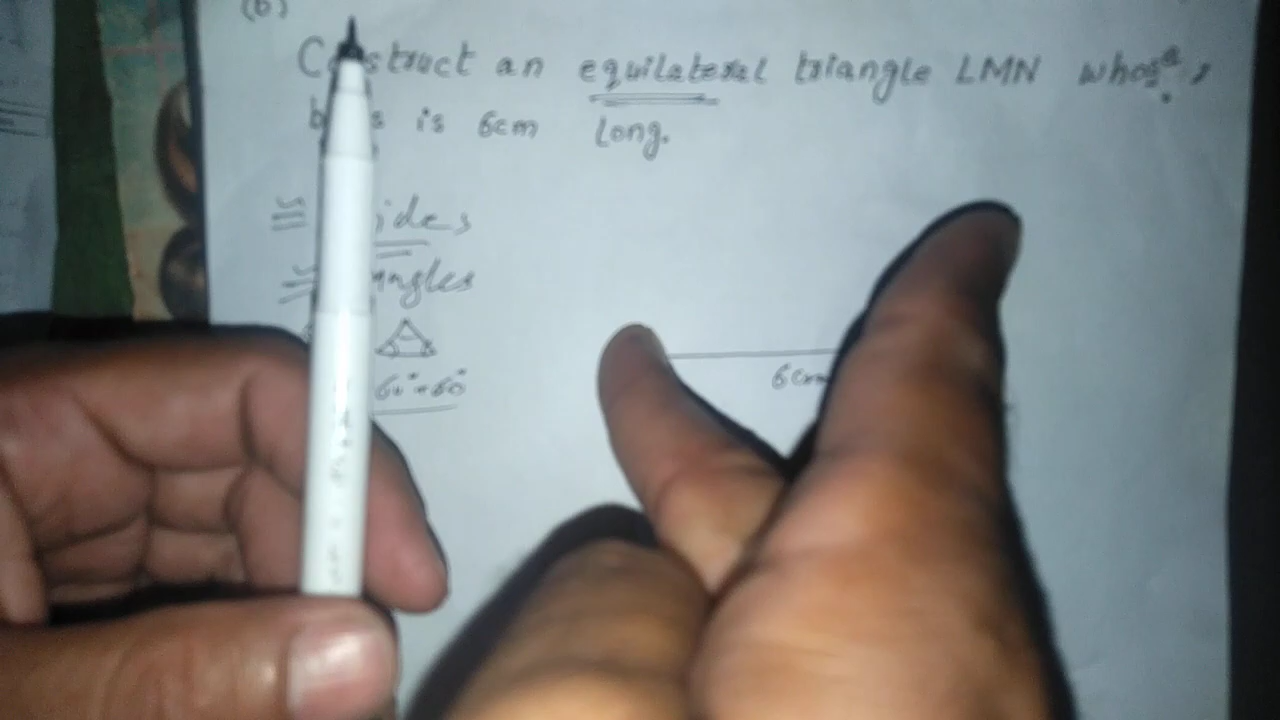 (b)
Construct an equilateral triangle LMN whose,
is 6cm long.
≅ sides
≅ angles
60° 60°
6cm